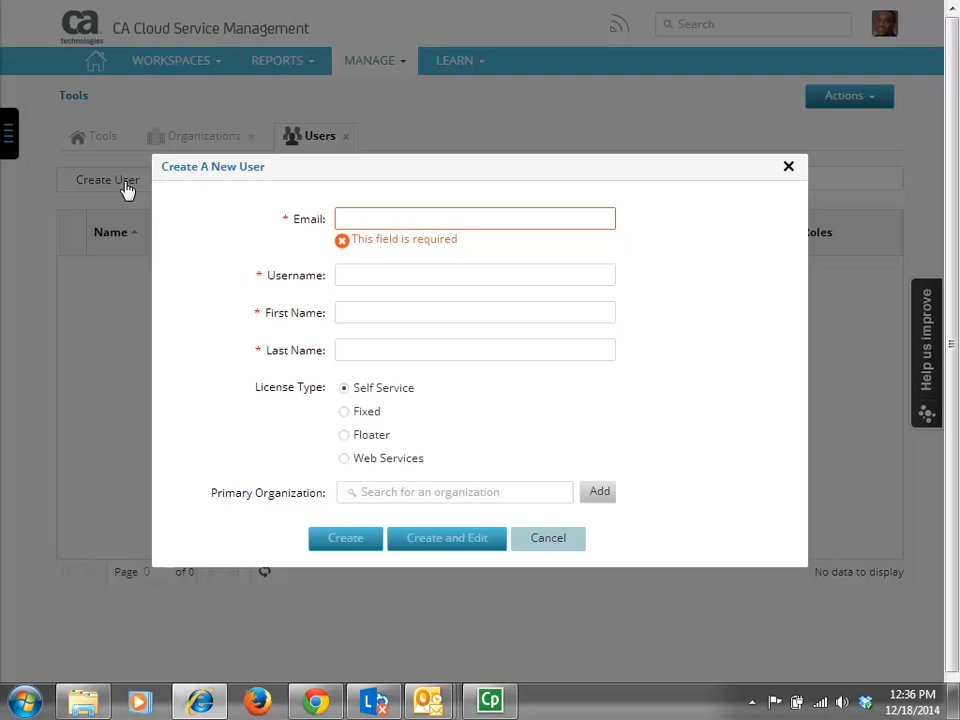 ca
technologies
CA Cloud Service Management
Search
WORKSPACES
REPORTS
MANAGE
LEARN
Tools
Actions
Tools
Organizations ×
Users ×
Create A New User
×
Create User
* Email:
This field is required
Name
Roles
* Username:
* First Name:
* Last Name:
License Type:
Self Service
Fixed
Floater
Web Services
Primary Organization:
Search for an organization
Add
Create
Create and Edit
Cancel
Help us improve
Page 0 of 0
No data to display
Cp
12:36 PM
12/18/2014